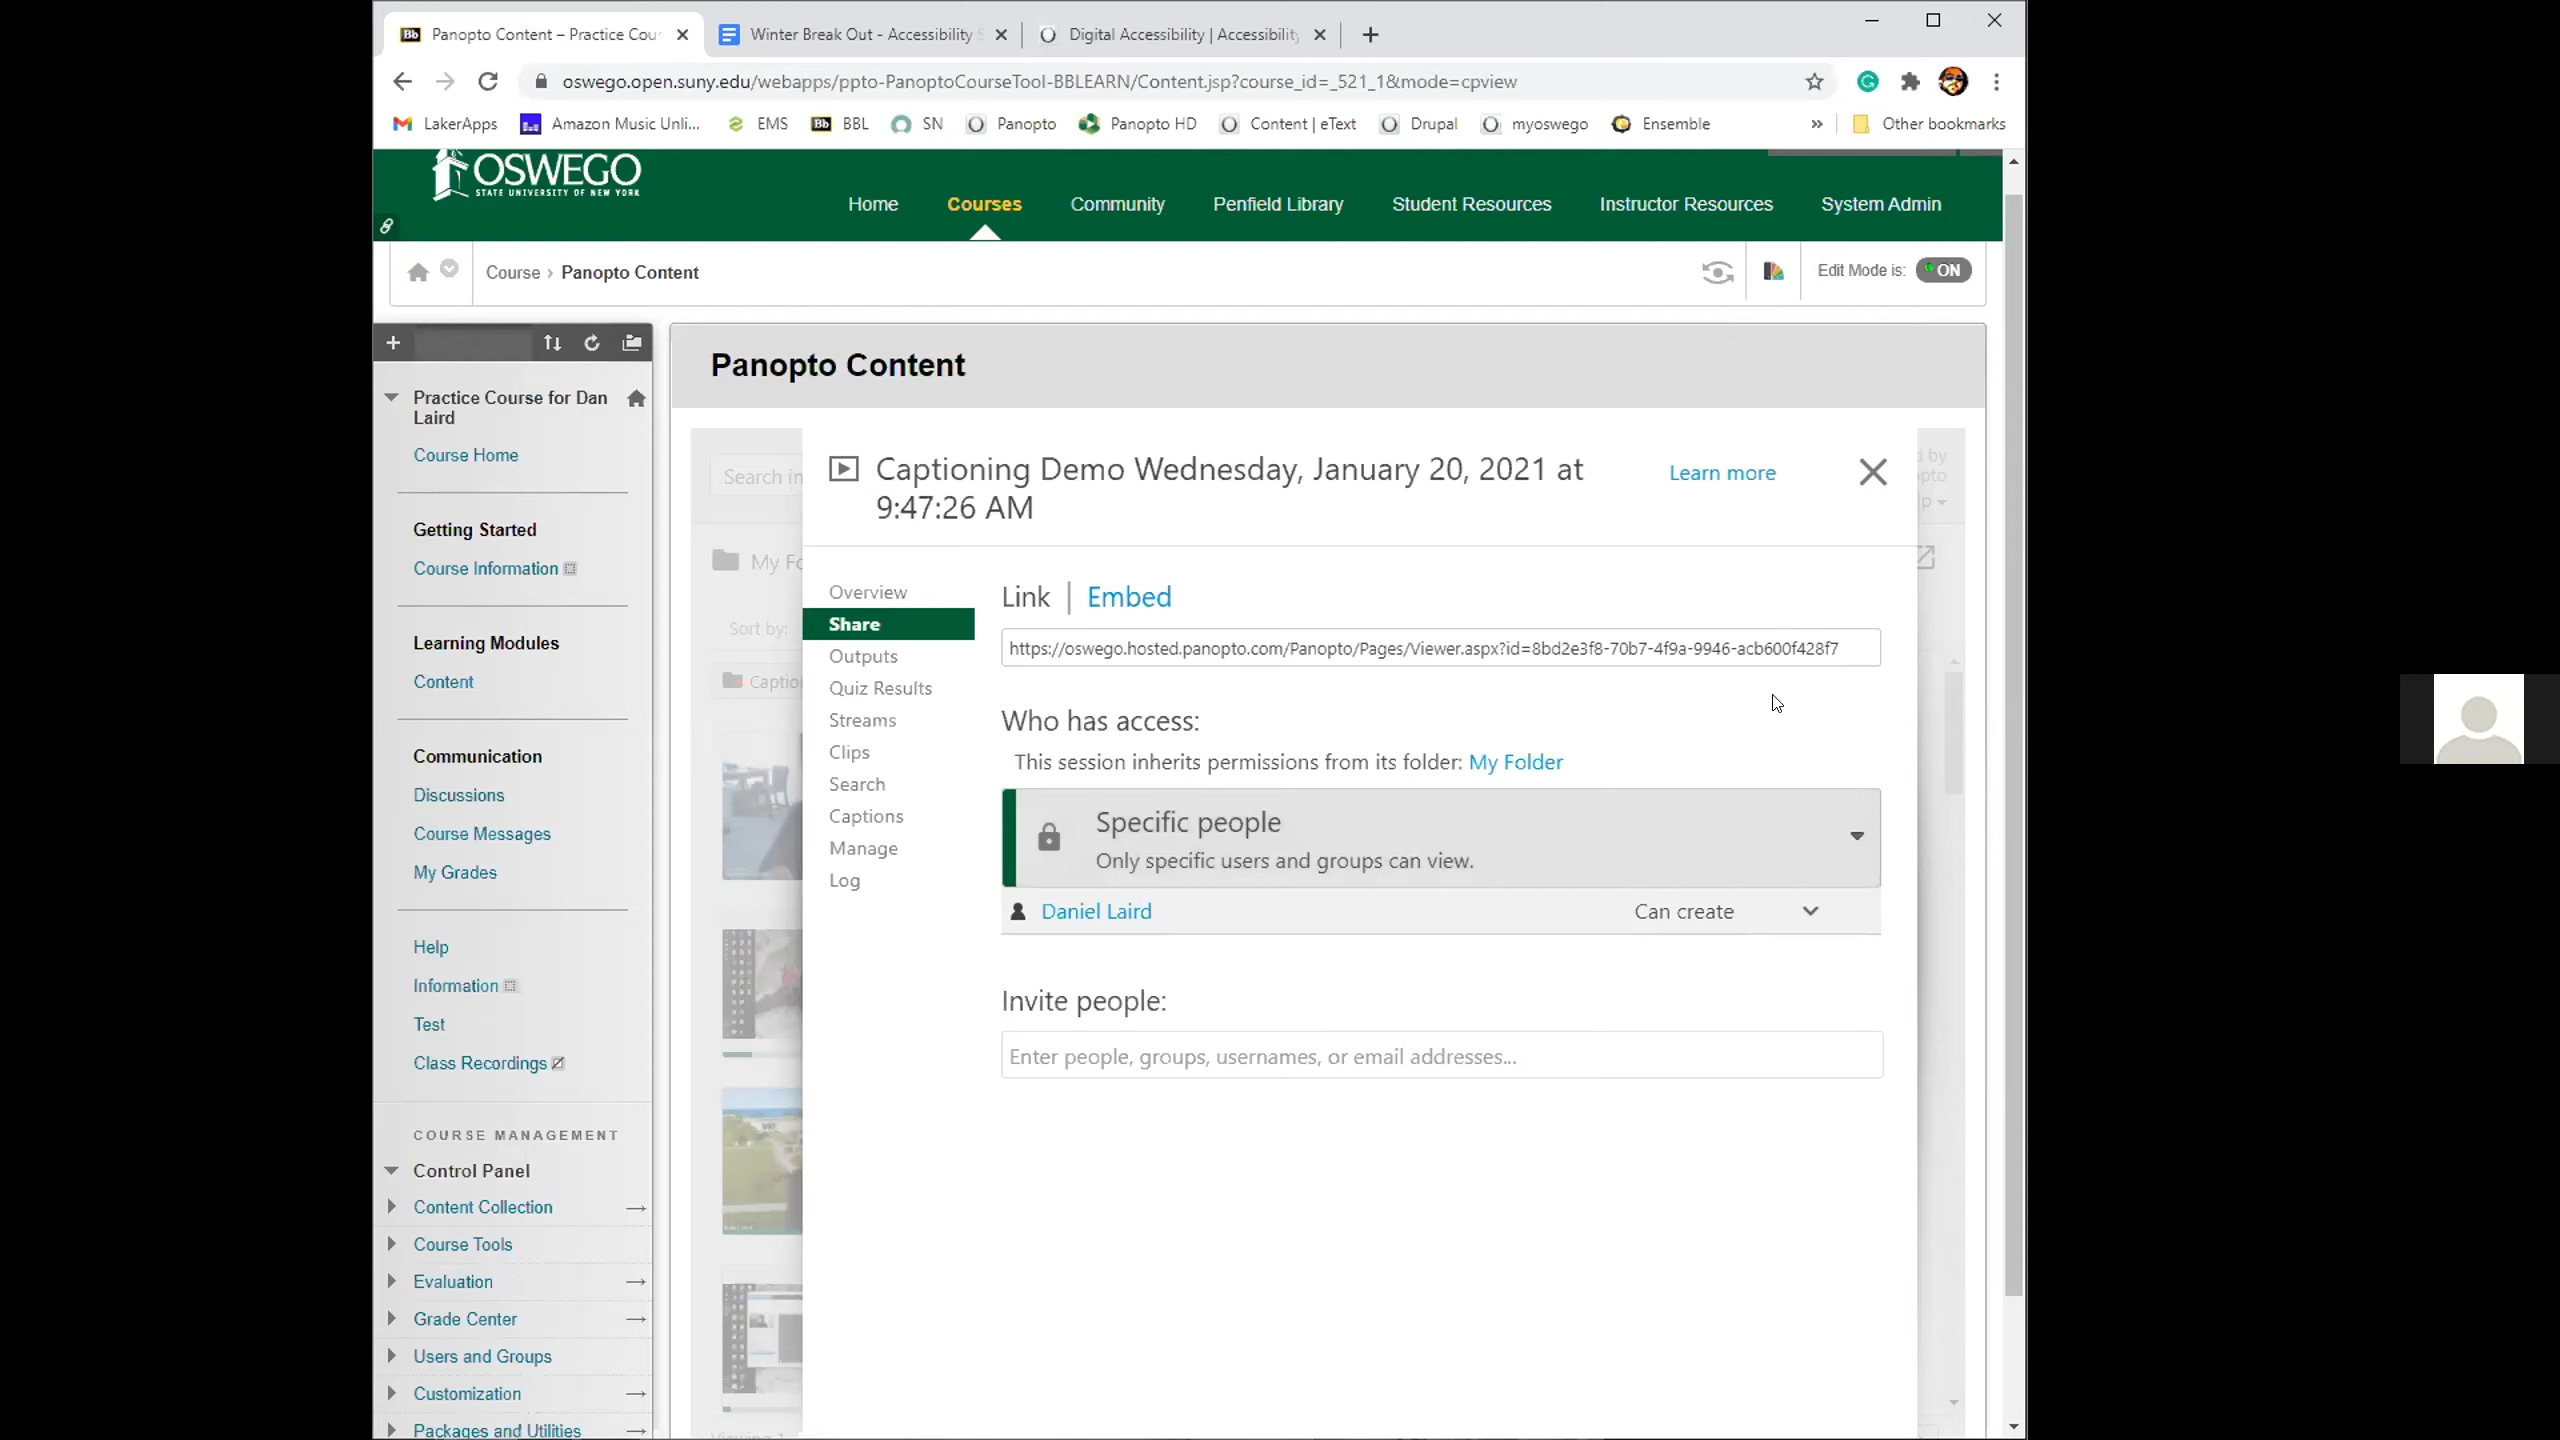 Panopto Content – Practice Cou
Winter Break Out - Accessibility S
Digital Accessibility | Accessibility
oswego.open.suny.edu/webapps/ppto-PanoptoCourseTool-BBLEARN/Content.jsp?course_id=_521_1&mode=cpview
LakerApps
Amazon Music Unli...
EMS
Bb BBL
SN
Panopto
Panopto HD
Content | eText
Drupal
myoswego
Ensemble
»
Other bookmarks
OSWEGO
STATE UNIVERSITY OF NEW YORK
Home
Courses
Community
Penfield Library
Student Resources
Instructor Resources
System Admin
Course › Panopto Content
Edit Mode is: ON
Practice Course for Dan
Laird
Course Home
Getting Started
Course Information
Learning Modules
Content
Communication
Discussions
Course Messages
My Grades
Help
Information
Test
Class Recordings
COURSE MANAGEMENT
Control Panel
Content Collection
Course Tools
Evaluation
Grade Center
Users and Groups
Customization
Packages and Utilities
Panopto Content
Search in
My Fo
Sort by:
Captio
Captioning Demo Wednesday, January 20, 2021 at
9:47:26 AM
Learn more
Overview
Share
Outputs
Quiz Results
Streams
Clips
Search
Captions
Manage
Log
Link | Embed
https://oswego.hosted.panopto.com/Panopto/Pages/Viewer.aspx?id=8bd2e3f8-70b7-4f9a-9946-acb600f428f7
Who has access:
This session inherits permissions from its folder: My Folder
Specific people
Only specific users and groups can view.
Daniel Laird
Can create
Invite people:
Enter people, groups, usernames, or email addresses...